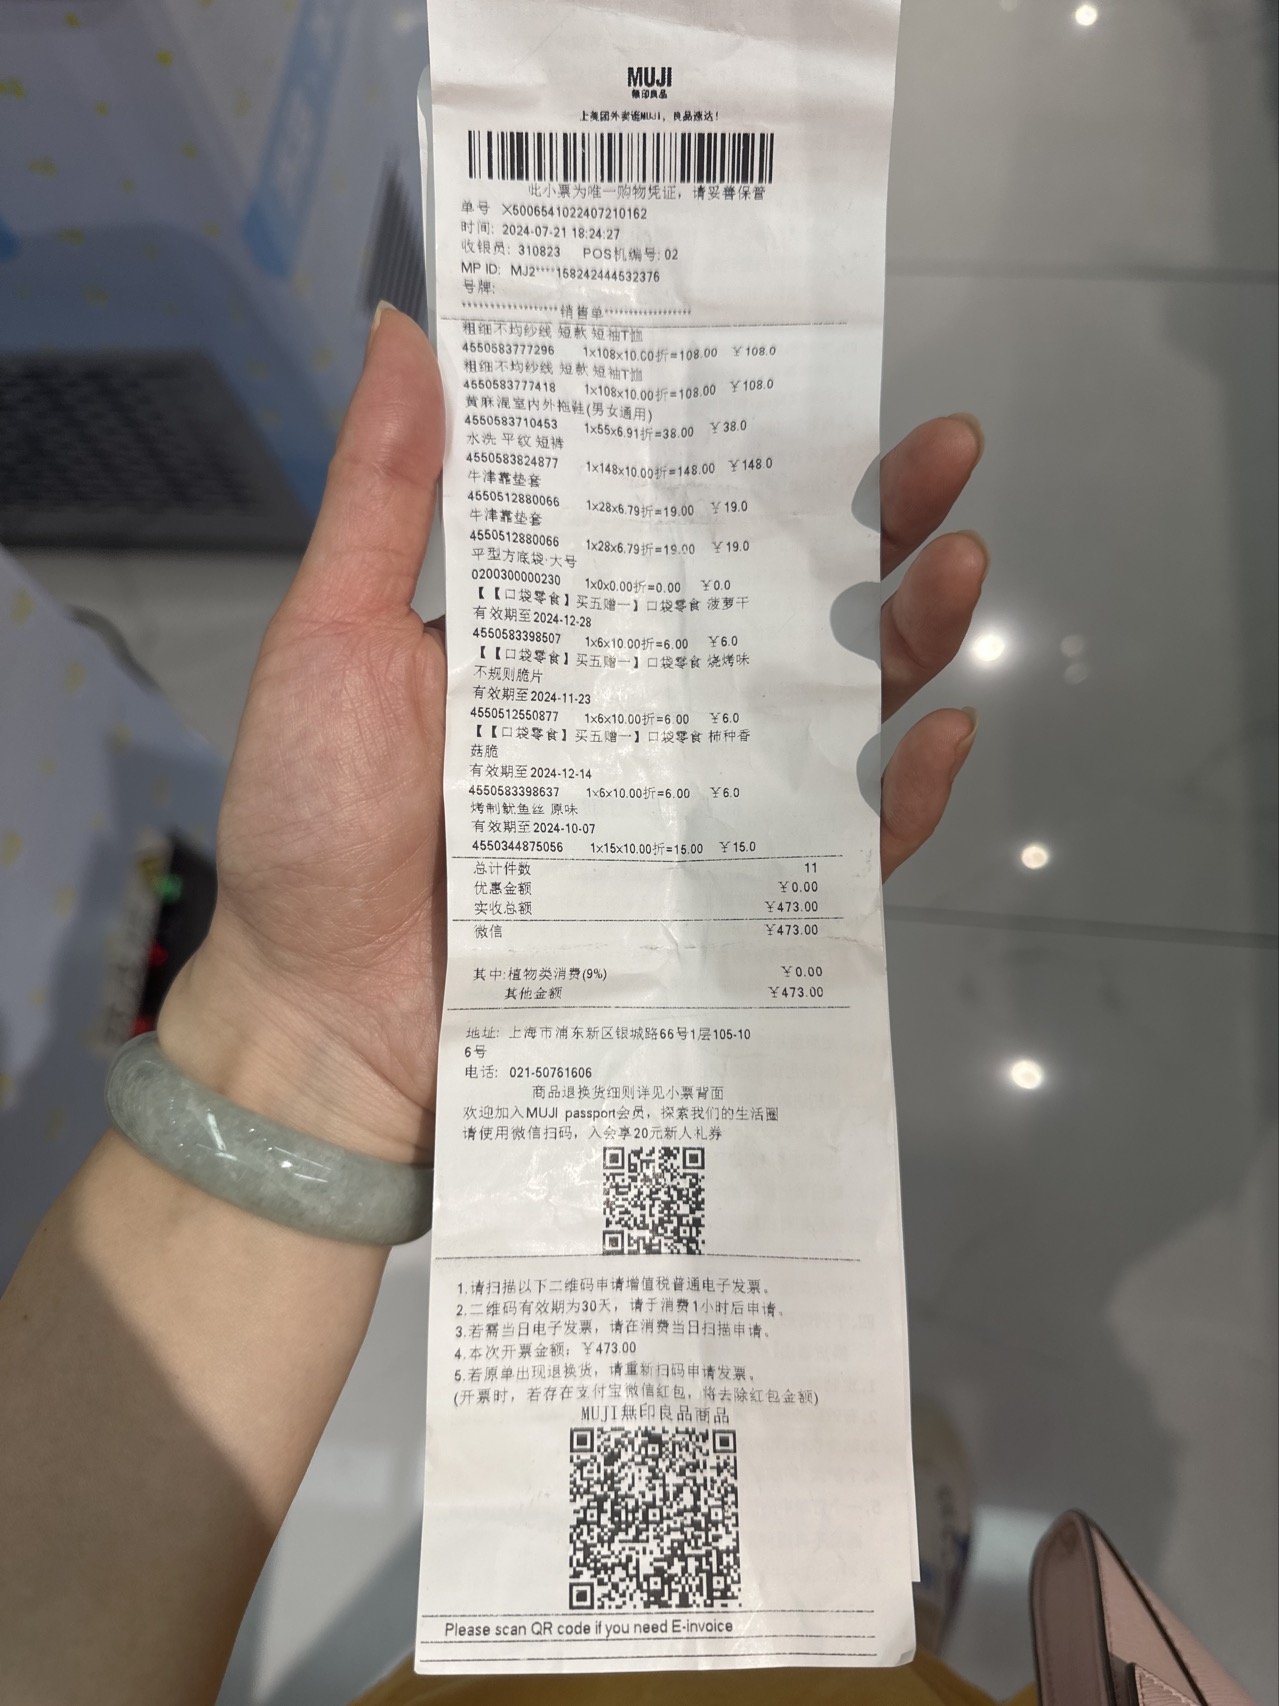 MUJI
無印良品
上美团外卖逛MUJI，良品速达！
此小票为唯一购物凭证，请妥善保管
单号 X5006541022407210162
时间: 2024-07-21 18:24:27
收银员: 310823 POS机编号: 02
MP ID: MJ2****158242444532376
号牌:
******************销售单******************
粗细不均纱线 短款 短袖T恤
4550583777296 1x108x10.00折=108.00 ￥108.0
粗细不均纱线 短款 短袖T恤
4550583777418 1x108x10.00折=108.00 ￥108.0
黄麻混室内外拖鞋(男女通用)
4550583710453 1x55x6.91折=38.00 ￥38.0
水洗 平纹 短裤
4550583824877 1x148x10.00折=148.00 ￥148.0
牛津靠垫套
4550512880066 1x28x6.79折=19.00 ￥19.0
牛津靠垫套
4550512880066 1x28x6.79折=19.00 ￥19.0
平型方底袋·大号
0200300000230 1x0x0.00折=0.00 ￥0.0
【【口袋零食】买五赠一】口袋零食 菠萝干
有效期至2024-12-28
4550583398507 1x6x10.00折=6.00 ￥6.0
【【口袋零食】买五赠一】口袋零食 烧烤味
不规则脆片
有效期至2024-11-23
4550512550877 1x6x10.00折=6.00 ￥6.0
【【口袋零食】买五赠一】口袋零食 柿种香
菇脆
有效期至2024-12-14
4550583398637 1x6x10.00折=6.00 ￥6.0
烤制鱿鱼丝 原味
有效期至2024-10-07
4550344875056 1x15x10.00折=15.00 ￥15.0
总计件数 11
优惠金额 ￥0.00
实收总额 ￥473.00
微信 ￥473.00
其中:植物类消费(9%) ￥0.00
其他金额 ￥473.00
地址: 上海市浦东新区银城路66号1层105-10
6号
电话: 021-50761606
商品退换货细则详见小票背面
欢迎加入MUJI passport会员，探索我们的生活圈
请使用微信扫码，入会享20元新人礼券
1.请扫描以下二维码申请增值税普通电子发票。
2.二维码有效期为30天，请于消费1小时后申请。
3.若需当日电子发票，请在消费当日扫描申请。
4.本次开票金额: ￥473.00
5.若原单出现退换货，请重新扫码申请发票。
(开票时，若存在支付宝微信红包，将去除红包金额)
MUJI無印良品商品
Please scan QR code if you need E-invoice